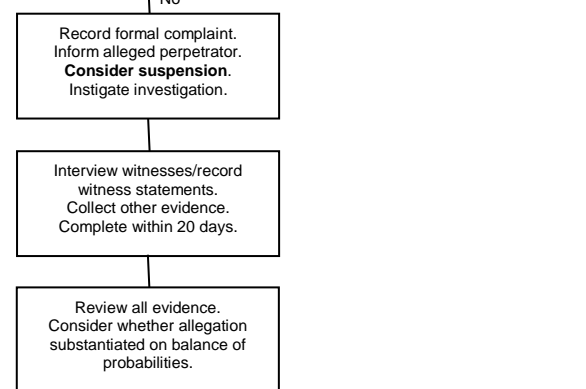 No
Record formal complaint.
Inform alleged perpetrator.
Consider suspension.
Instigate investigation.
Interview witnesses/record
witness statements.
Collect other evidence.
Complete within 20 days.
Review all evidence.
Consider whether allegation
substantiated on balance of
probabilities.